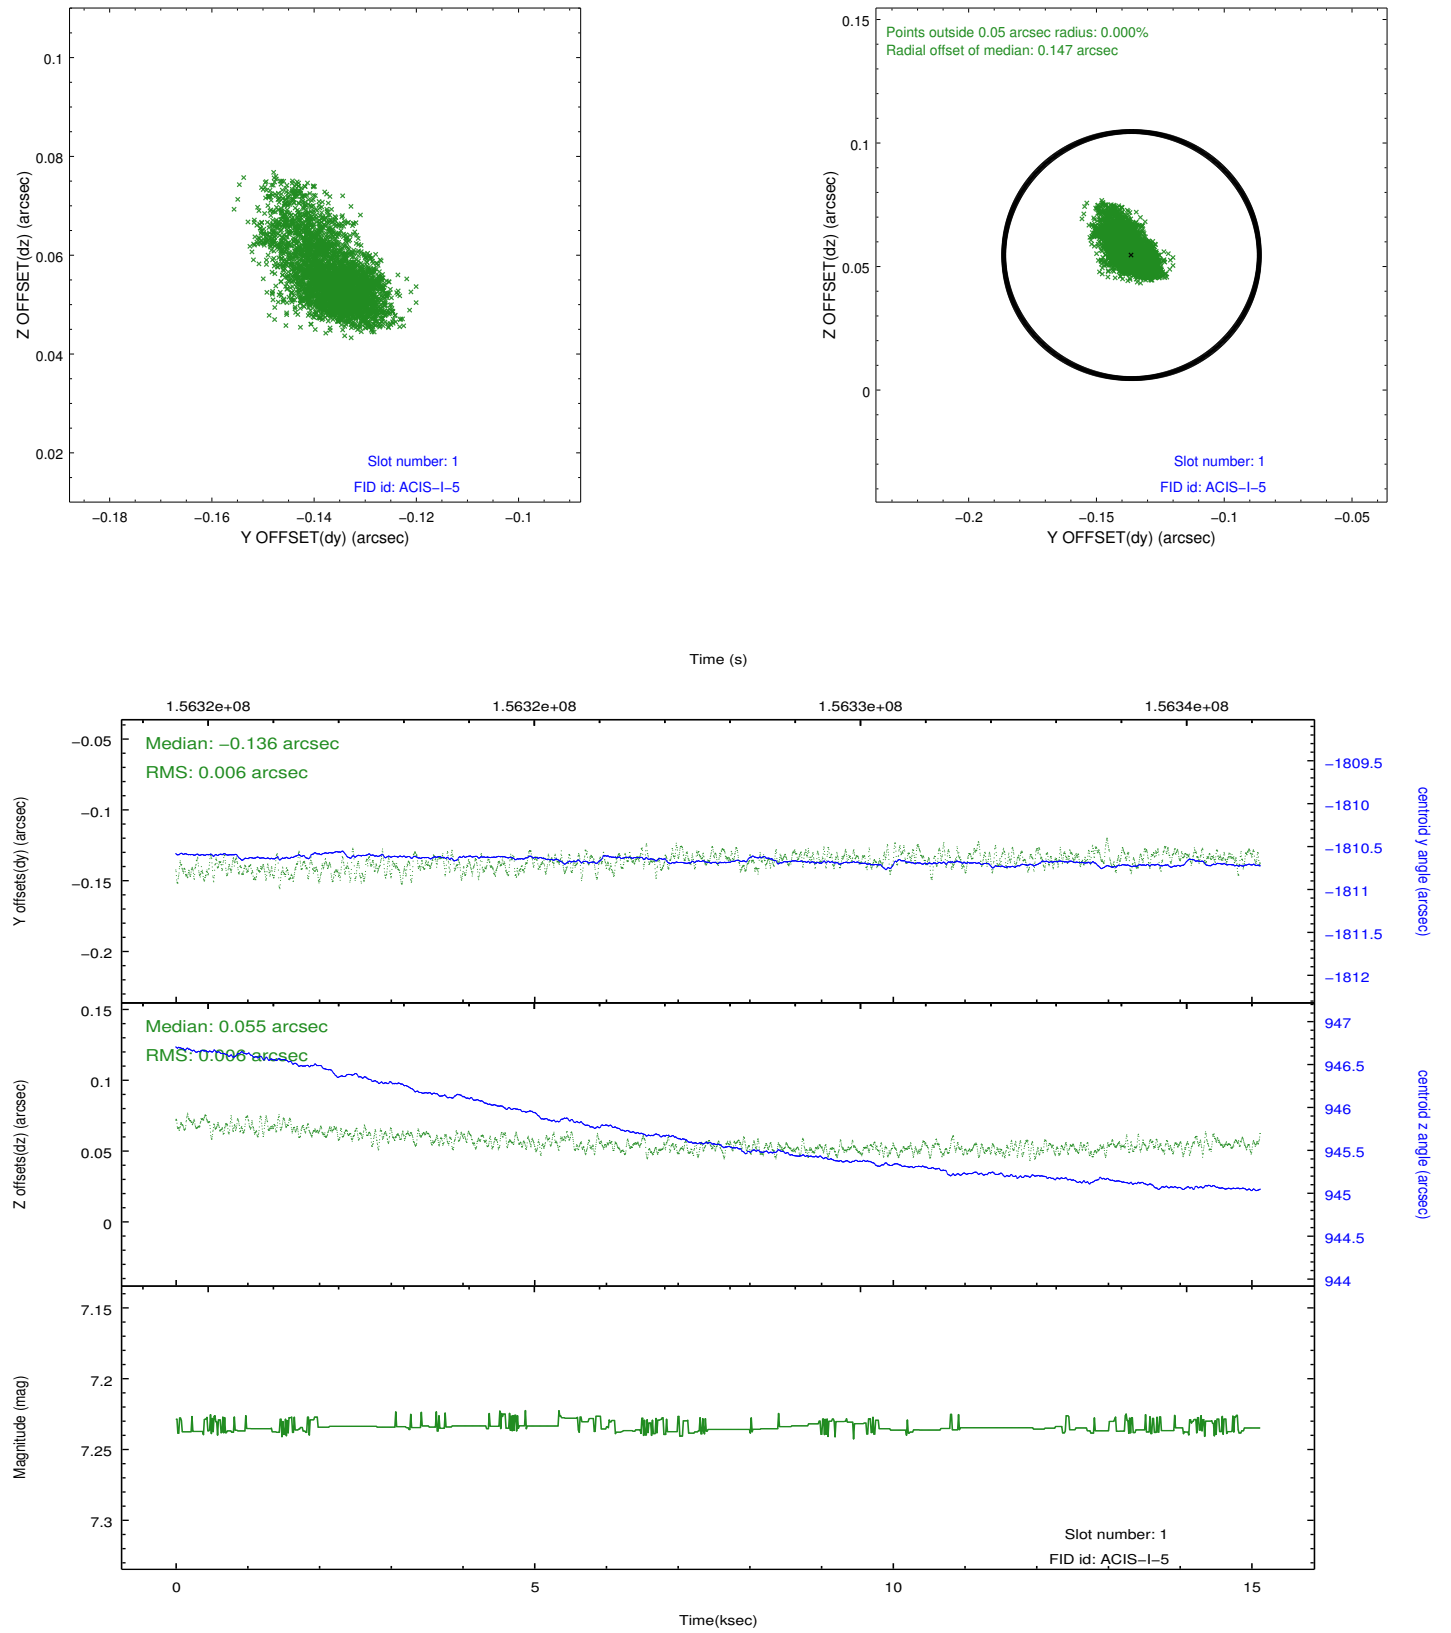 0.1
0.08
0.06
0.04
0.02
Z OFFSET(dz) (arcsec)
Slot number: 1
FID id: ACIS−I−5
−0.18
−0.16
−0.14
−0.12
−0.1
Y OFFSET(dy) (arcsec)
0.15
0.1
0.05
0
Z OFFSET(dz) (arcsec)
Points outside 0.05 arcsec radius: 0.000%
Radial offset of median: 0.147 arcsec
Slot number: 1
FID id: ACIS−I−5
−0.2
−0.15
−0.1
−0.05
Y OFFSET(dy) (arcsec)
Time (s)
1.5632e+08
1.5632e+08
1.5633e+08
1.5634e+08
Median: −0.136 arcsec
RMS: 0.006 arcsec
−0.05
−0.1
−0.15
−0.2
Y offsets(dy) (arcsec)
−1809.5
−1810
−1810.5
−1811
−1811.5
−1812
centroid y angle (arcsec)
Median: 0.055 arcsec
RMS: 0.006 arcsec
0.15
0.1
0.05
0
Z offsets(dz) (arcsec)
947
946.5
946
945.5
945
944.5
944
centroid z angle (arcsec)
7.15
7.2
7.25
7.3
Magnitude (mag)
Slot number: 1
FID id: ACIS−I−5
0
5
10
15
Time(ksec)